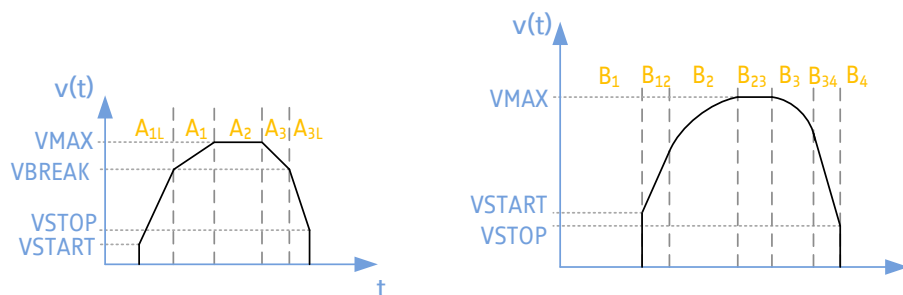 v(t)
A1L A1 A2 A3 A3L
VMAX
VBREAK
VSTOP
VSTART
t
v(t)
B1 B12 B2 B23 B3 B34 B4
VMAX
VSTART
VSTOP